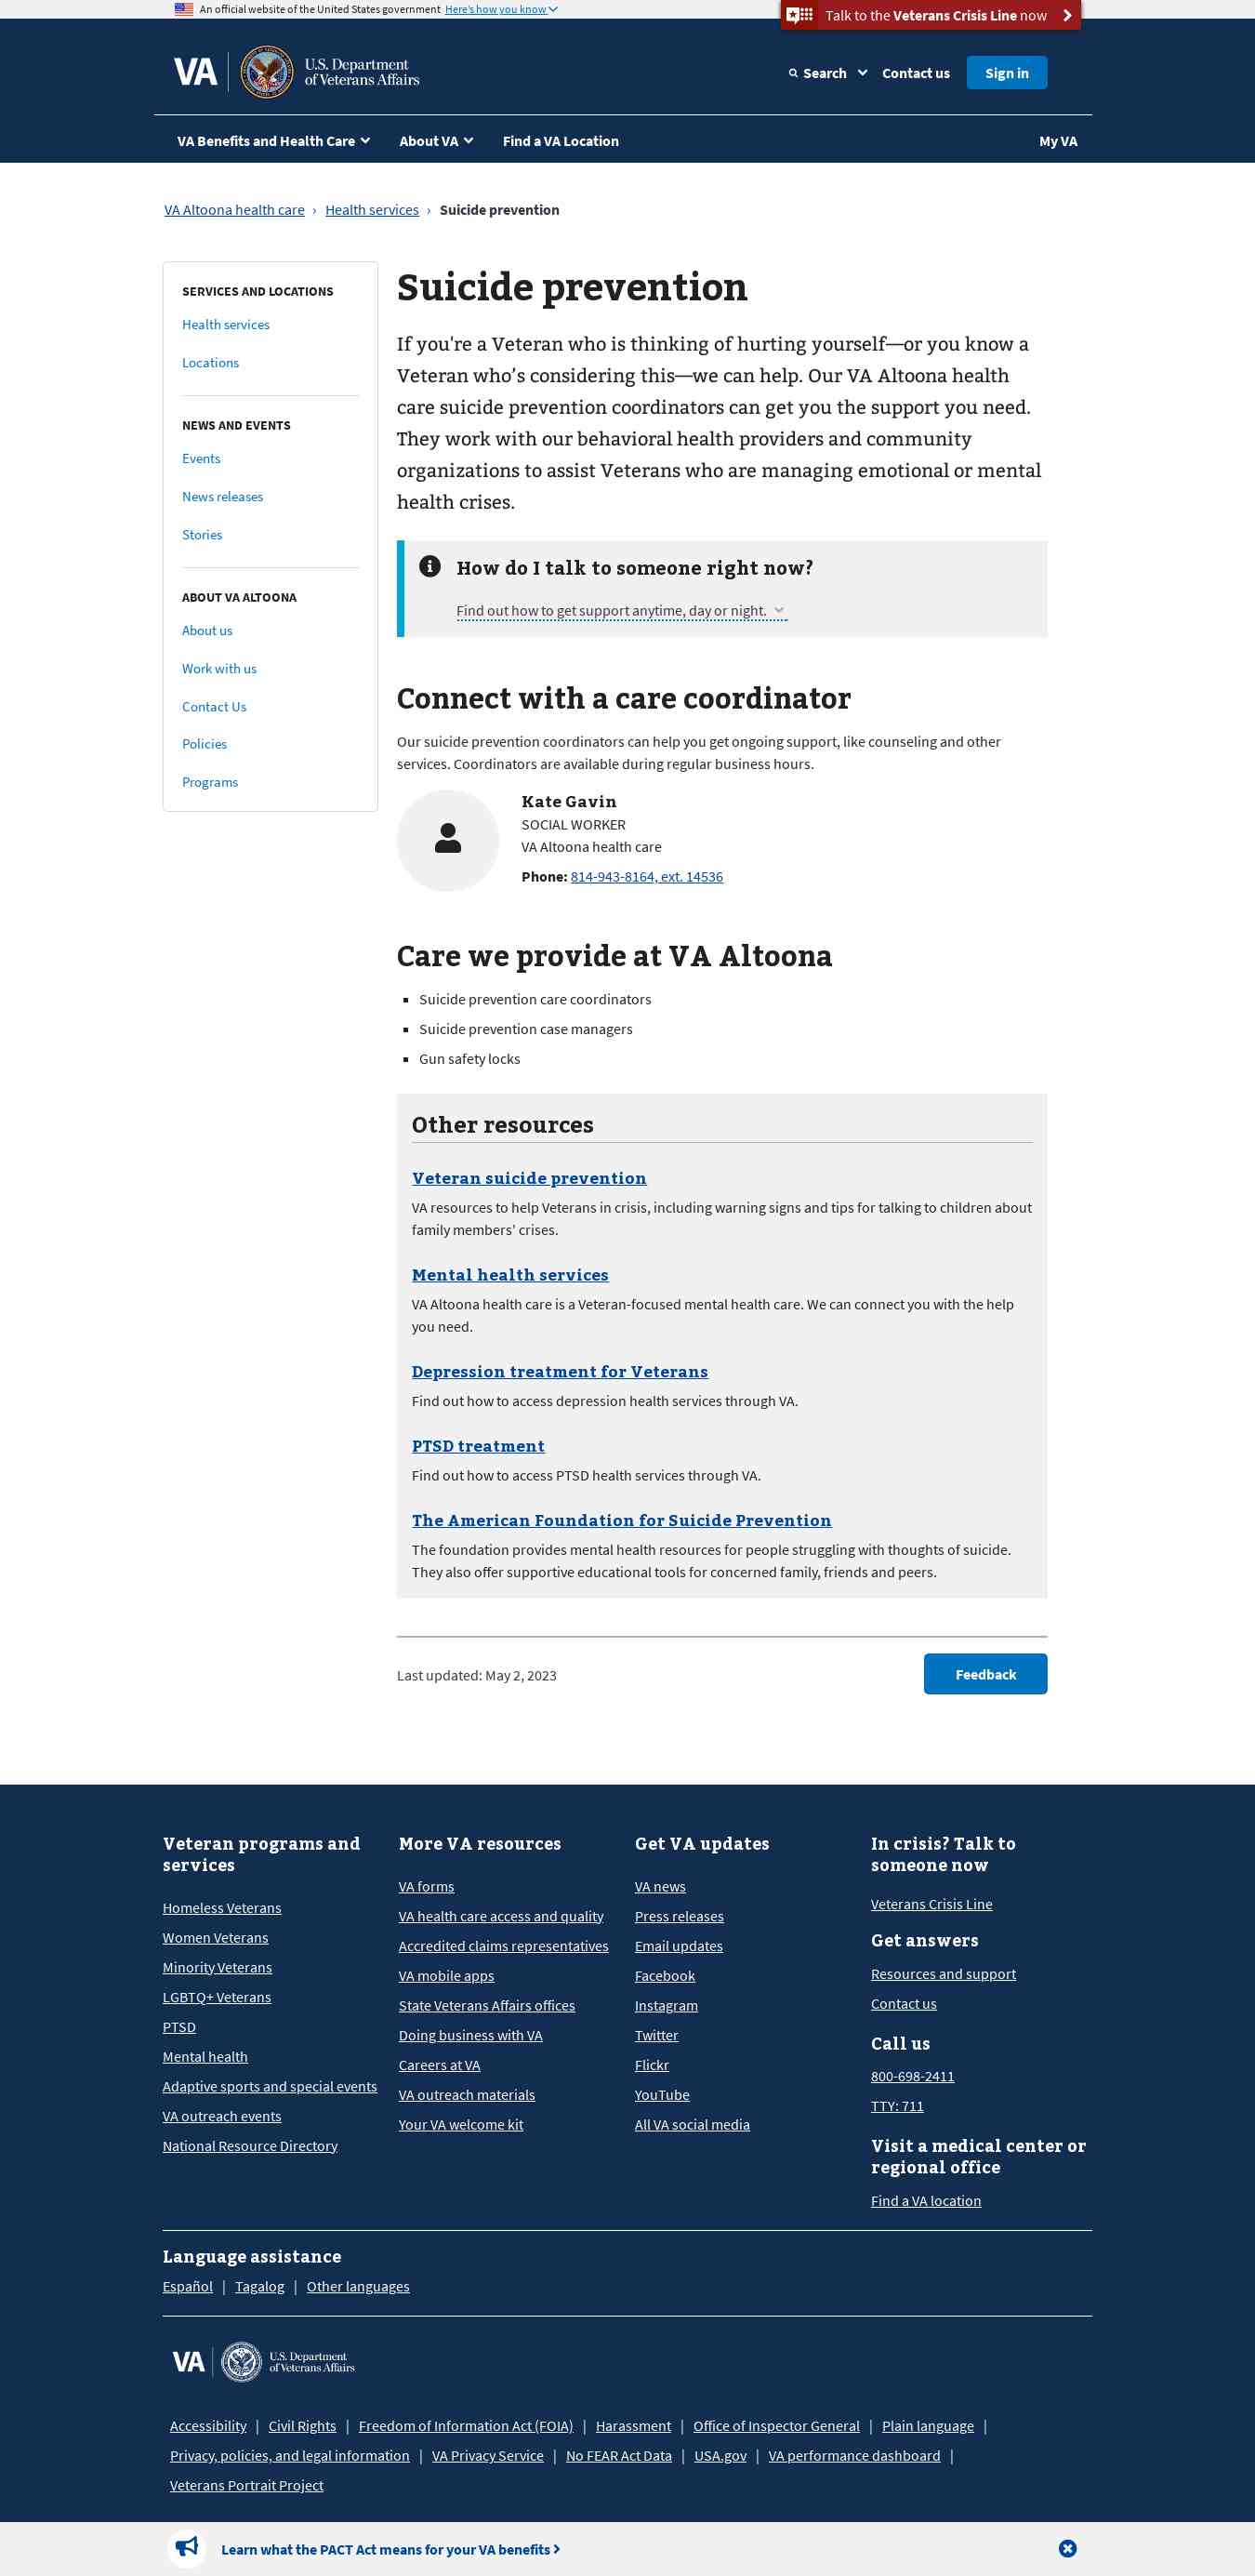 An official website of the United States government Here's how you know
Talk to the Veterans Crisis Line now
VA
U.S. Department
of Veterans Affairs
Search
Contact us
Sign in
VA Benefits and Health Care
About VA
Find a VA Location
My VA
VA Altoona health care › Health services › Suicide prevention
SERVICES AND LOCATIONS
Health services
Locations
NEWS AND EVENTS
Events
News releases
Stories
ABOUT VA ALTOONA
About us
Work with us
Contact Us
Policies
Programs
Suicide prevention
If you're a Veteran who is thinking of hurting yourself—or you know a
Veteran who’s considering this—we can help. Our VA Altoona health
care suicide prevention coordinators can get you the support you need.
They work with our behavioral health providers and community
organizations to assist Veterans who are managing emotional or mental
health crises.
How do I talk to someone right now?
Find out how to get support anytime, day or night.
Connect with a care coordinator
Our suicide prevention coordinators can help you get ongoing support, like counseling and other
services. Coordinators are available during regular business hours.
Kate Gavin
SOCIAL WORKER
VA Altoona health care
Phone: 814-943-8164, ext. 14536
Care we provide at VA Altoona
Suicide prevention care coordinators
Suicide prevention case managers
Gun safety locks
Other resources
Veteran suicide prevention
VA resources to help Veterans in crisis, including warning signs and tips for talking to children about
family members' crises.
Mental health services
VA Altoona health care is a Veteran-focused mental health care. We can connect you with the help
you need.
Depression treatment for Veterans
Find out how to access depression health services through VA.
PTSD treatment
Find out how to access PTSD health services through VA.
The American Foundation for Suicide Prevention
The foundation provides mental health resources for people struggling with thoughts of suicide.
They also offer supportive educational tools for concerned family, friends and peers.
Last updated: May 2, 2023
Feedback
Veteran programs and
services
Homeless Veterans
Women Veterans
Minority Veterans
LGBTQ+ Veterans
PTSD
Mental health
Adaptive sports and special events
VA outreach events
National Resource Directory
More VA resources
VA forms
VA health care access and quality
Accredited claims representatives
VA mobile apps
State Veterans Affairs offices
Doing business with VA
Careers at VA
VA outreach materials
Your VA welcome kit
Get VA updates
VA news
Press releases
Email updates
Facebook
Instagram
Twitter
Flickr
YouTube
All VA social media
In crisis? Talk to
someone now
Veterans Crisis Line
Get answers
Resources and support
Contact us
Call us
800-698-2411
TTY: 711
Visit a medical center or
regional office
Find a VA location
Language assistance
Español | Tagalog | Other languages
VA
U.S. Department
of Veterans Affairs
Accessibility | Civil Rights | Freedom of Information Act (FOIA) | Harassment | Office of Inspector General | Plain language |
Privacy, policies, and legal information | VA Privacy Service | No FEAR Act Data | USA.gov | VA performance dashboard |
Veterans Portrait Project
Learn what the PACT Act means for your VA benefits